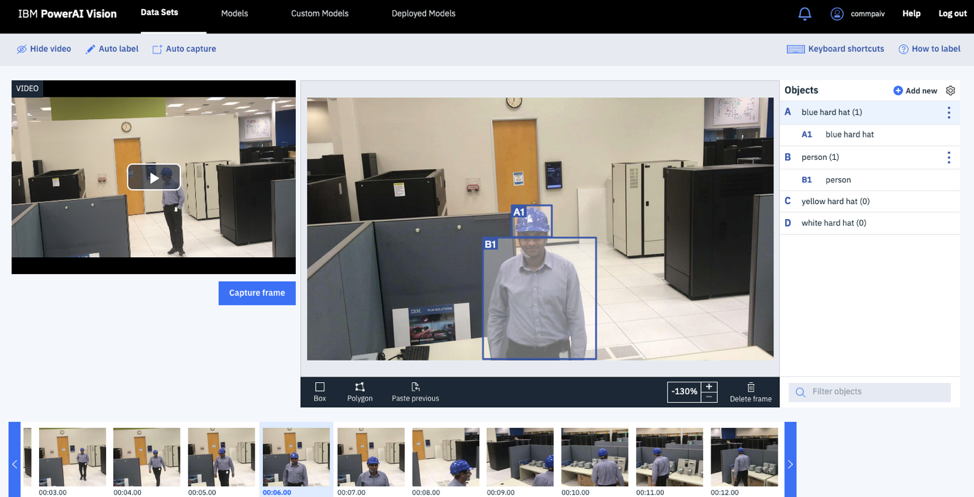 IBM PowerAI Vision
Data Sets
Models
Custom Models
Deployed Models
commpaiv
Help
Log out
Hide video
Auto label
Auto capture
Keyboard shortcuts
How to label
VIDEO
Capture frame
A1
B1
IBM
Box
Polygon
Paste previous
-130%
Delete frame
Objects
Add new
A blue hard hat (1)
A1 blue hard hat
B person (1)
B1 person
C yellow hard hat (0)
D white hard hat (0)
Filter objects
00:03.00
00:04.00
00:05.00
00:06.00
00:07.00
00:08.00
00:09.00
00:10.00
00:11.00
00:12.00